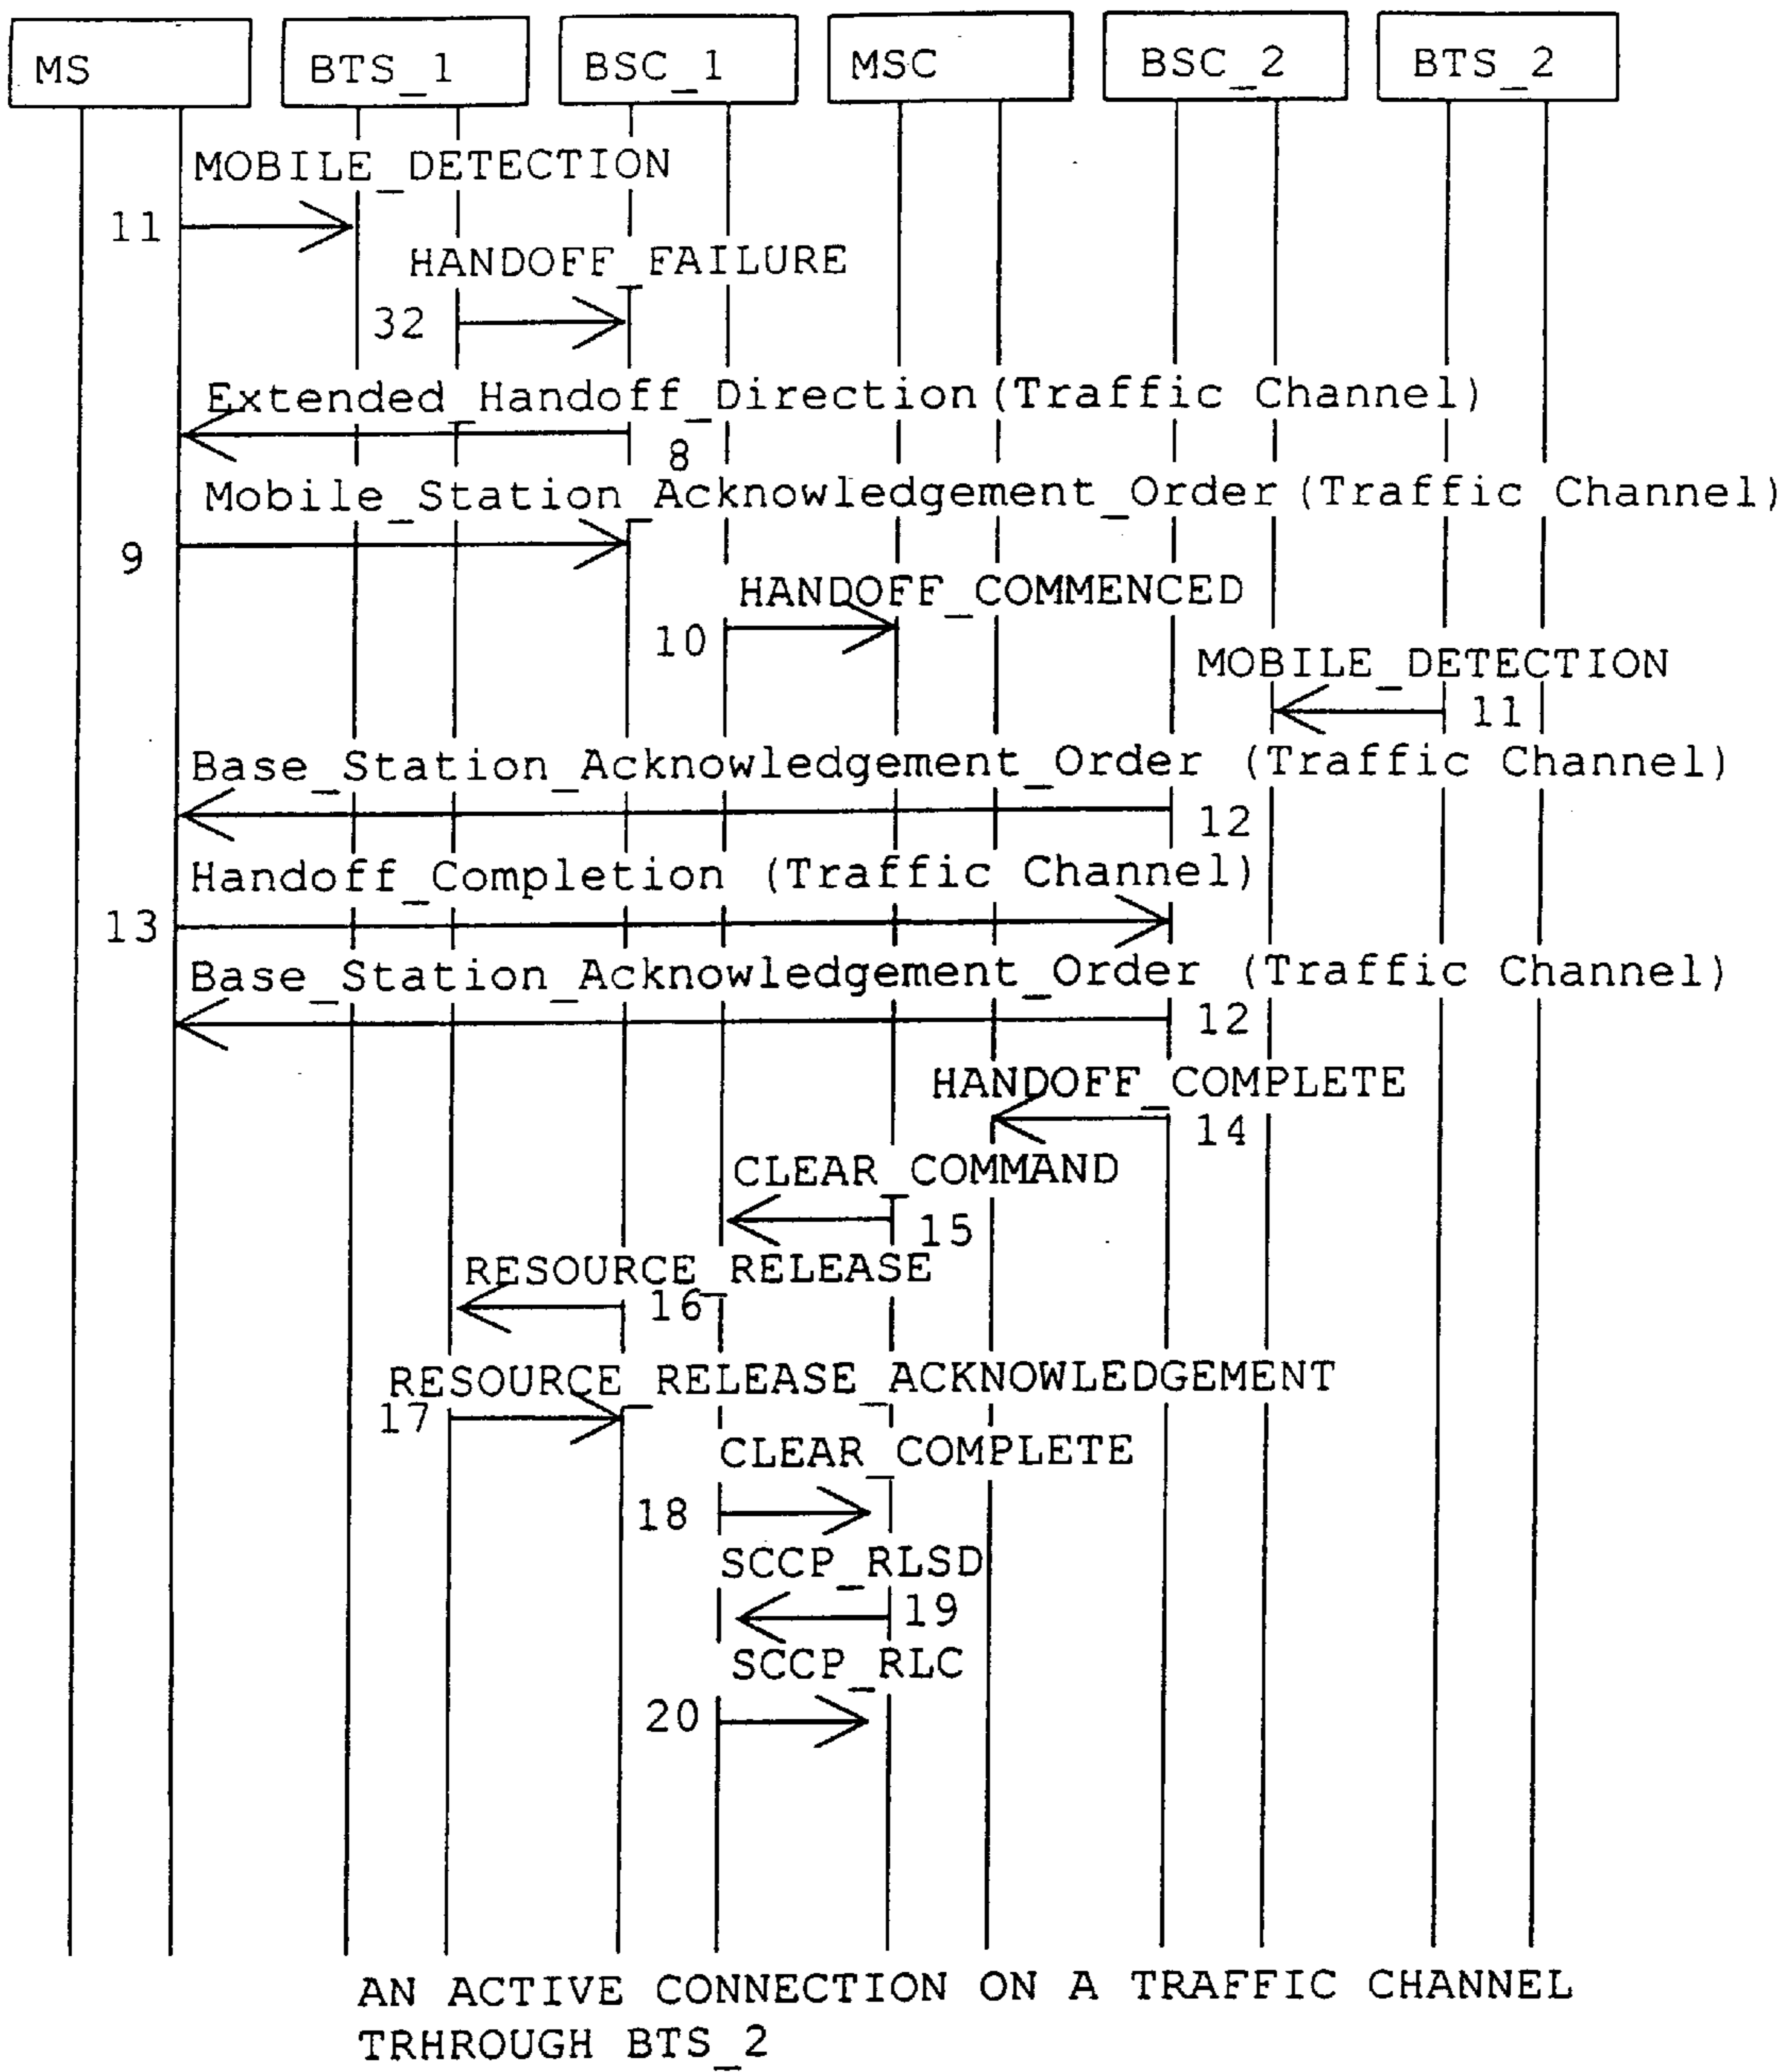 MS BTS_1 BSC_1 MSC BSC_2 BTS_2
MOBILE_DETECTION
11
HANDOFF_FAILURE
32
Extended_Handoff_Direction (Traffic Channel)
8
Mobile_Station_Acknowledgement_Order (Traffic Channel)
9
HANDOFF_COMMENCED
10
MOBILE_DETECTION
11
Base_Station_Acknowledgement_Order (Traffic Channel)
12
Handoff_Completion (Traffic Channel)
13
Base_Station_Acknowledgement_Order (Traffic Channel)
12
HANDOFF_COMPLETE
14
CLEAR_COMMAND
15
RESOURCE_RELEASE
16
RESOURCE_RELEASE_ACKNOWLEDGEMENT
17
CLEAR_COMPLETE
18
SCCP_RLSD
19
SCCP_RLC
20
AN ACTIVE CONNECTION ON A TRAFFIC CHANNEL
TRHROUGH BTS_2